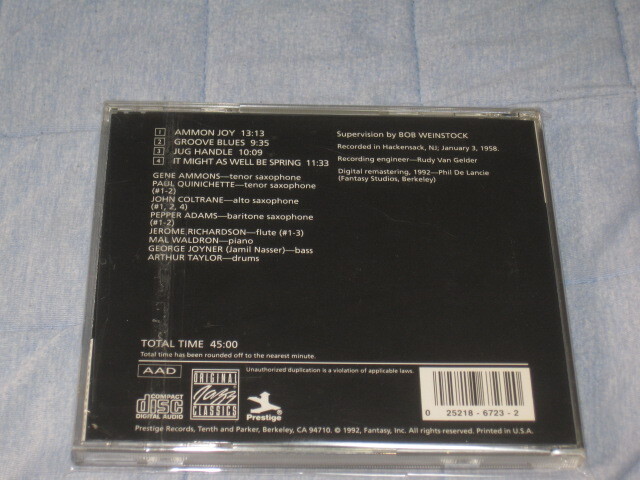 1 AMMON JOY 13:13
2 GROOVE BLUES 9:35
3 JUG HANDLE 10:09
4 IT MIGHT AS WELL BE SPRING 11:33
GENE AMMONS—tenor saxophone
PAUL QUINICHETTE—tenor saxophone
(#1-2)
JOHN COLTRANE—alto saxophone
(#1, 2, 4)
PEPPER ADAMS—baritone saxophone
(#1-2)
JEROME RICHARDSON—flute (#1-3)
MAL WALDRON—piano
GEORGE JOYNER (Jamil Nasser)—bass
ARTHUR TAYLOR—drums
Supervision by BOB WEINSTOCK
Recorded in Hackensack, NJ; January 3, 1958.
Recording engineer—Rudy Van Gelder
Digital remastering, 1992—Phil De Lancie
(Fantasy Studios, Berkeley)
TOTAL TIME 45:00
Total time has been rounded off to the nearest minute.
AAD
Unauthorized duplication is a violation of applicable laws.
COMPACT
disc
DIGITAL AUDIO
ORIGINAL
Jazz
CLASSICS
Prestige
0 25218-6723-2
Prestige Records, Tenth and Parker, Berkeley, CA 94710. © 1992, Fantasy, Inc. All rights reserved. Printed in U.S.A.